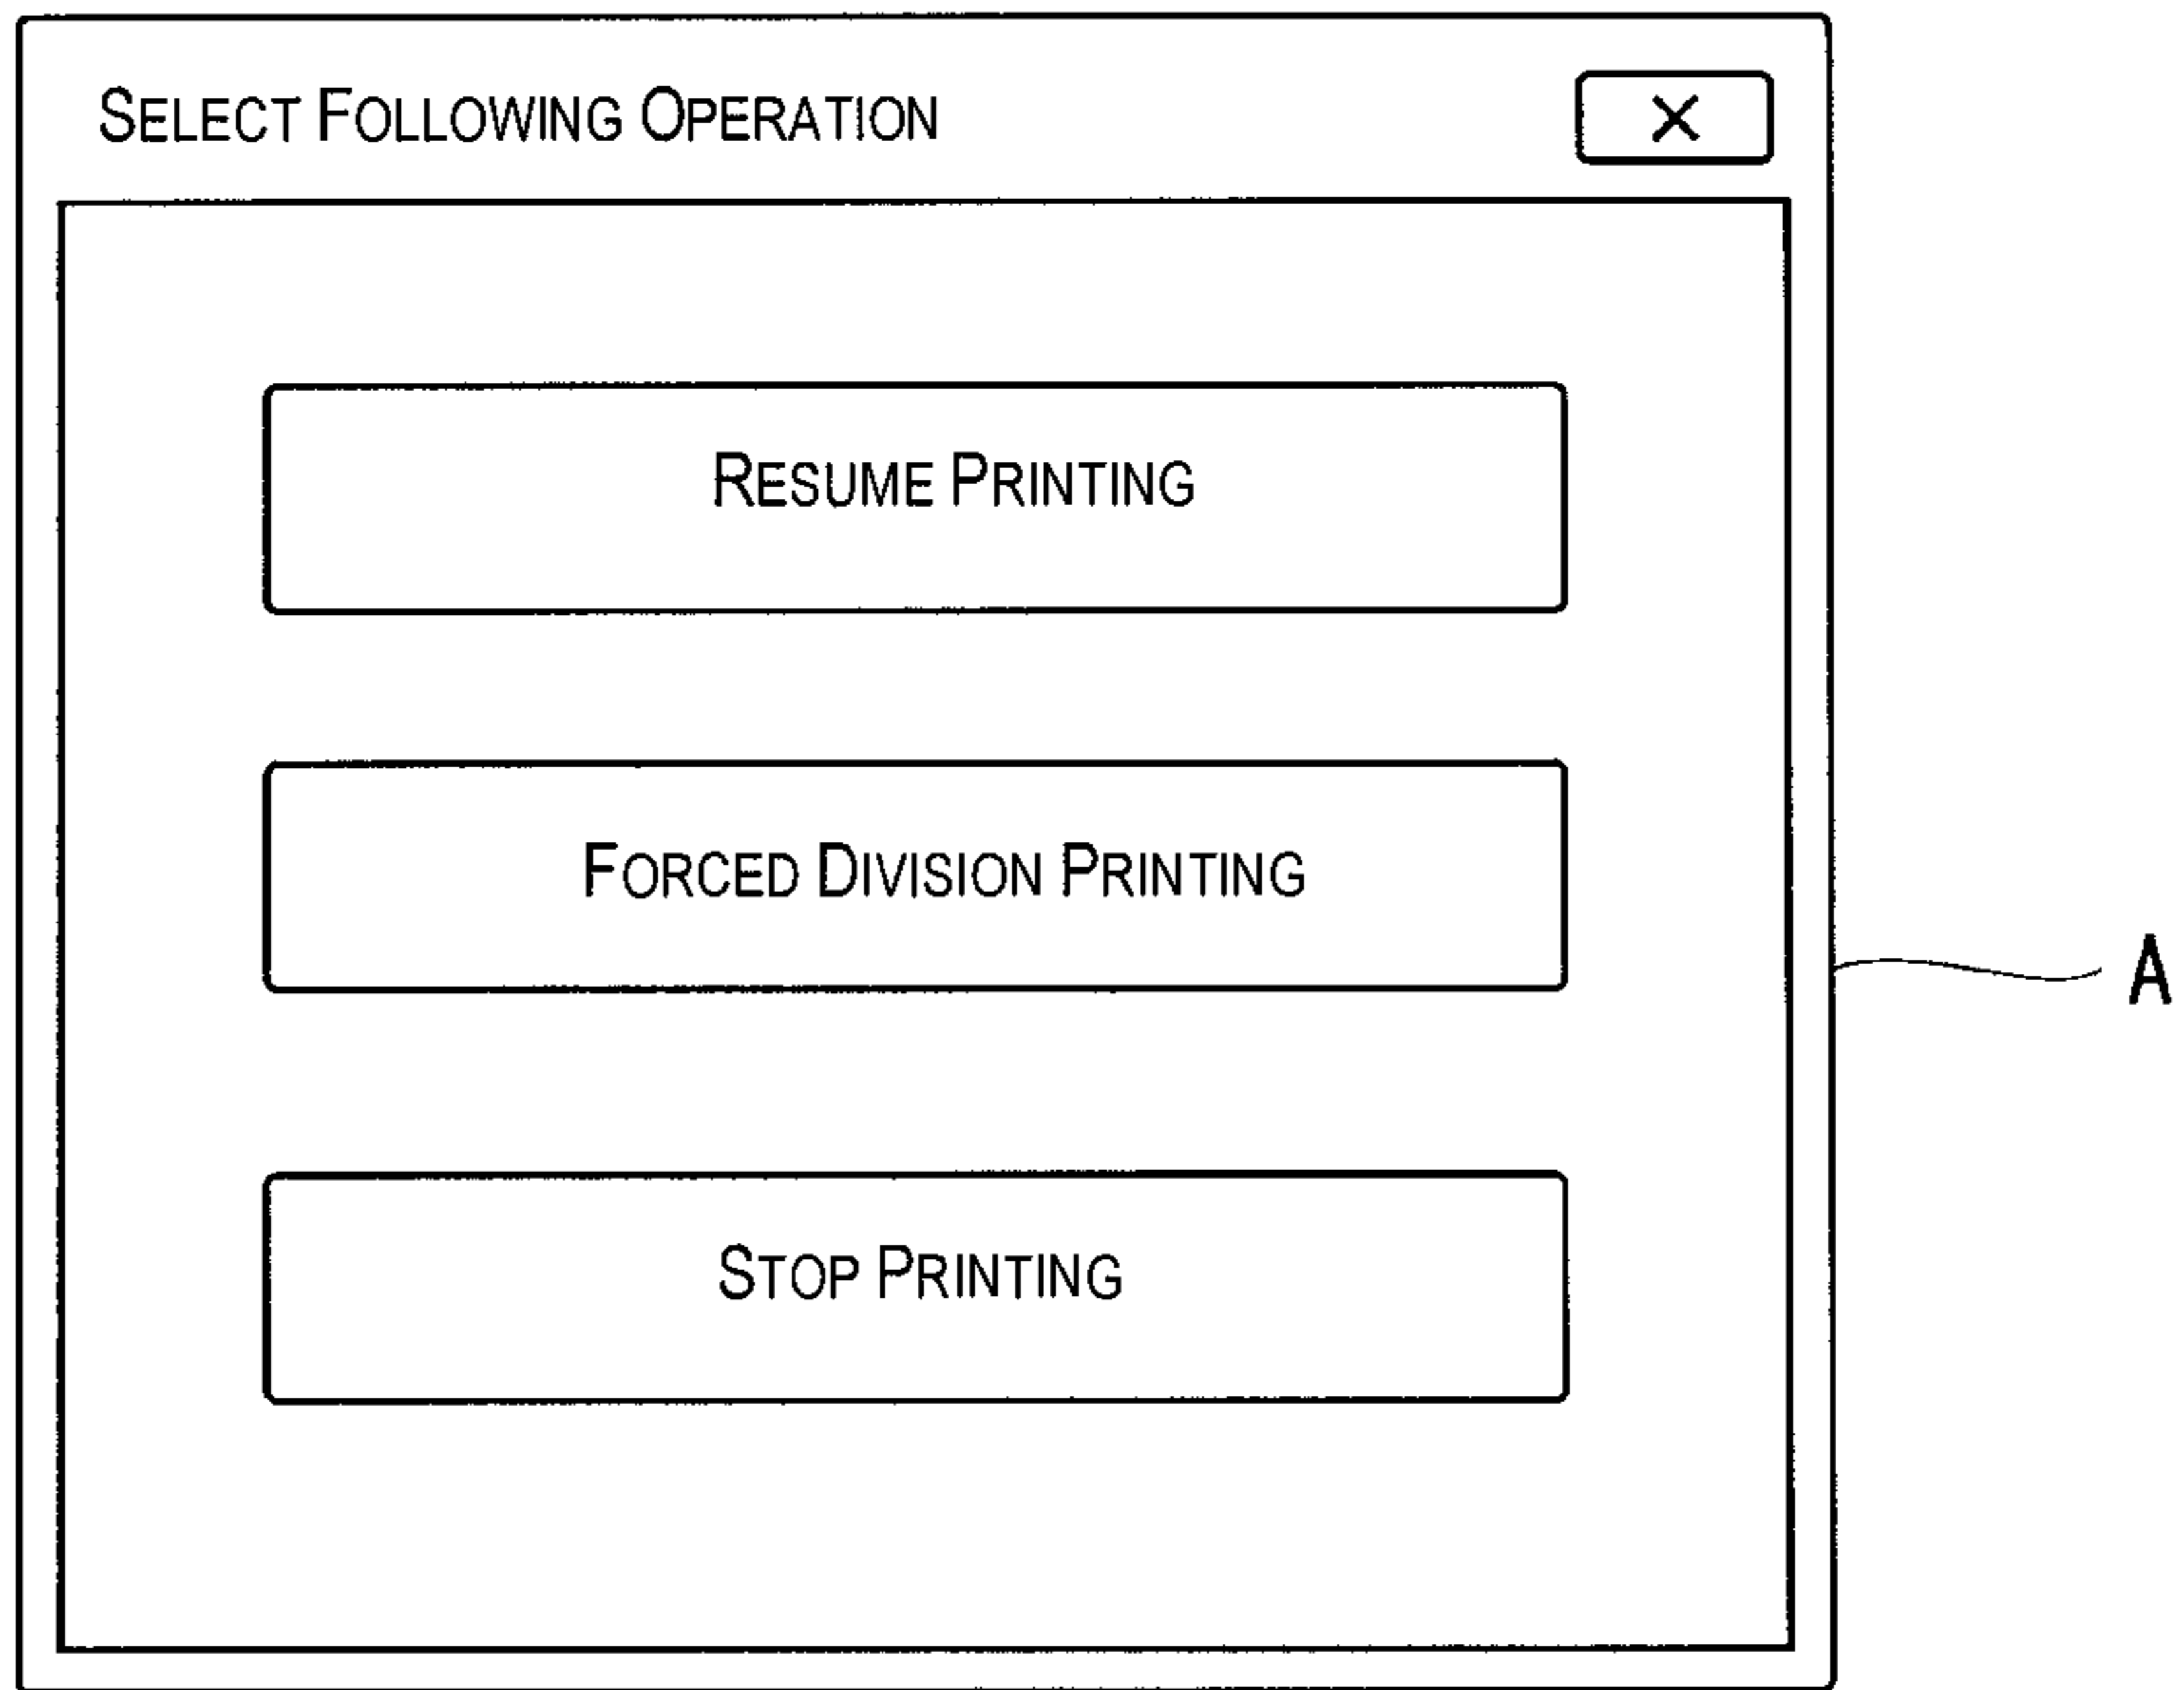 Select Following Operation
×
Resume Printing
Forced Division Printing
Stop Printing
A